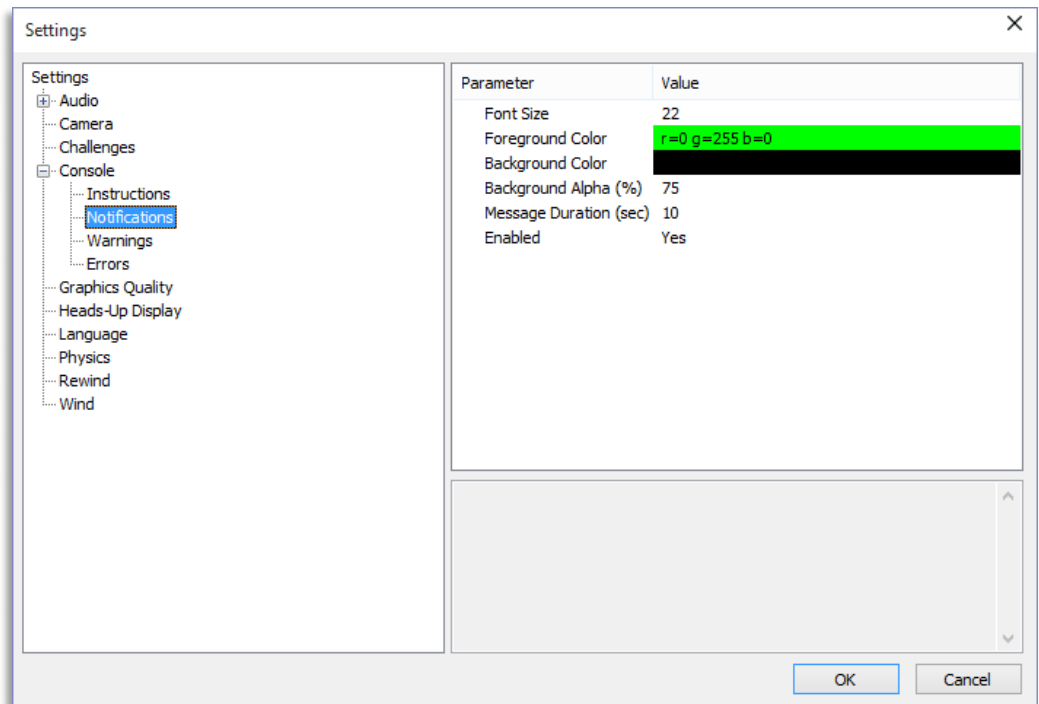 Settings
Settings
Audio
Camera
Challenges
Console
Instructions
Notifications
Warnings
Errors
Graphics Quality
Heads-Up Display
Language
Physics
Rewind
Wind
Parameter Value
Font Size 22
Foreground Color r=0 g=255 b=0
Background Color
Background Alpha (%) 75
Message Duration (sec) 10
Enabled Yes
OK Cancel